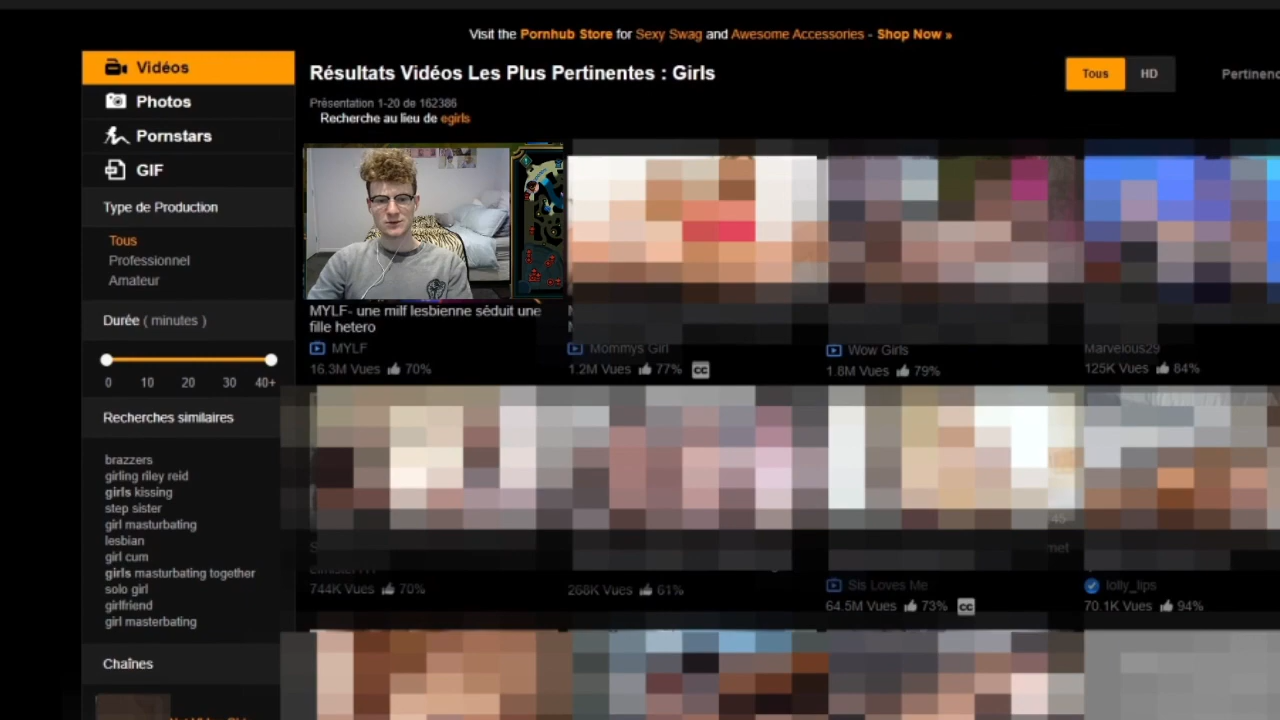 Visit the Pornhub Store for Sexy Swag and Awesome Accessories - Shop Now »
Vidéos
Photos
Pornstars
GIF
Type de Production
Tous
Professionnel
Amateur
Durée ( minutes )
0 10 20 30 40+
Recherches similaires
brazzers
girling riley reid
girls kissing
step sister
girl masturbating
lesbian
girl cum
girls masturbating together
solo girl
girlfriend
girl masterbating
Chaînes
Résultats Vidéos Les Plus Pertinentes : Girls
Tous HD
Présentation 1-20 de 162386
Recherche au lieu de egirls
MYLF- une milf lesbienne séduit une
fille hetero
MYLF
16.3M Vues 70%
Mommys Girl
1.2M Vues 77% CC
Wow Girls
1.8M Vues 79%
Marvelous29
125K Vues 84%
744K Vues 70%
268K Vues 61%
Sis Loves Me
64.5M Vues 73% CC
lolly_lips
70.1K Vues 94%